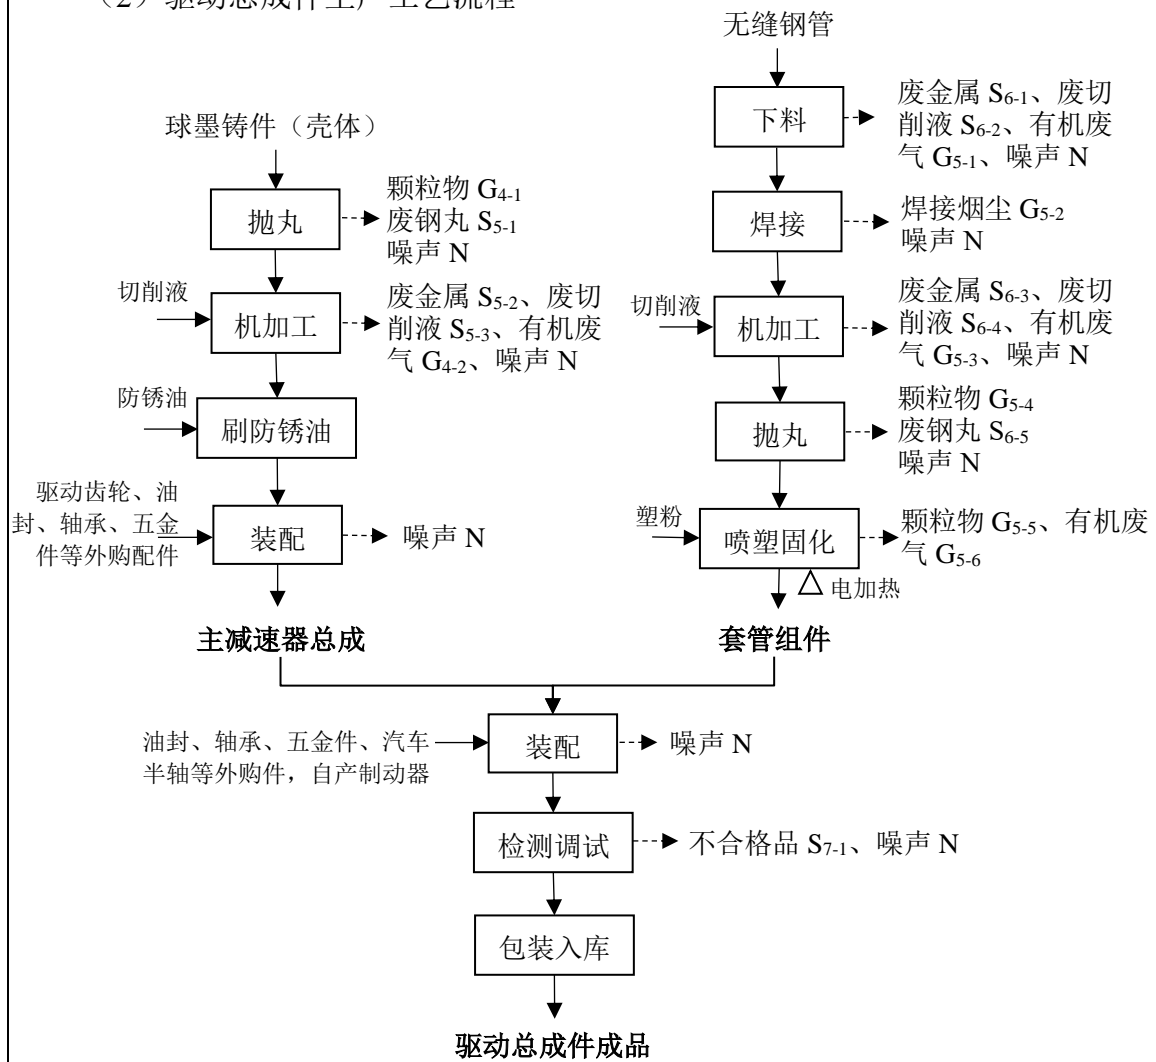 （2）驱动总成件生产工艺流程
无缝钢管
下料
废金属 S6-1、废切
削液 S6-2、有机废
气 G5-1、噪声 N
焊接
焊接烟尘 G5-2
噪声 N
切削液
机加工
废金属 S6-3、废切
削液 S6-4、有机废
气 G5-3、噪声 N
抛丸
颗粒物 G5-4
废钢丸 S6-5
噪声 N
塑粉
喷塑固化
颗粒物 G5-5、有机废
气 G5-6
电加热
套管组件
球墨铸件（壳体）
抛丸
颗粒物 G4-1
废钢丸 S5-1
噪声 N
切削液
机加工
废金属 S5-2、废切
削液 S5-3、有机废
气 G4-2、噪声 N
防锈油
刷防锈油
驱动齿轮、油
封、轴承、五金
件等外购配件
装配
噪声 N
主减速器总成
油封、轴承、五金件、汽车
半轴等外购件，自产制动器
装配
噪声 N
检测调试
不合格品 S7-1、噪声 N
包装入库
驱动总成件成品